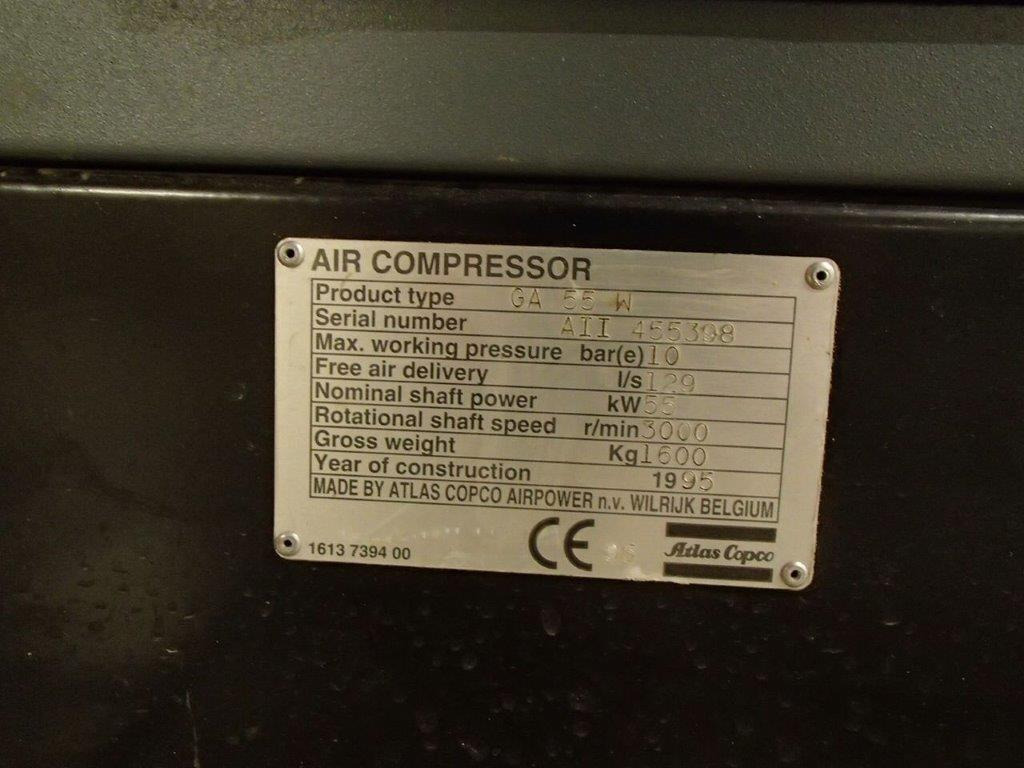 AIR COMPRESSOR
Product type GA 55 W
Serial number AII 455398
Max. working pressure bar(e) 10
Free air delivery l/s 129
Nominal shaft power kW 55
Rotational shaft speed r/min 3000
Gross weight Kg 1600
Year of construction 1995
MADE BY ATLAS COPCO AIRPOWER n.v. WILRIJK BELGIUM
1613 7394 00 CE Atlas Copco